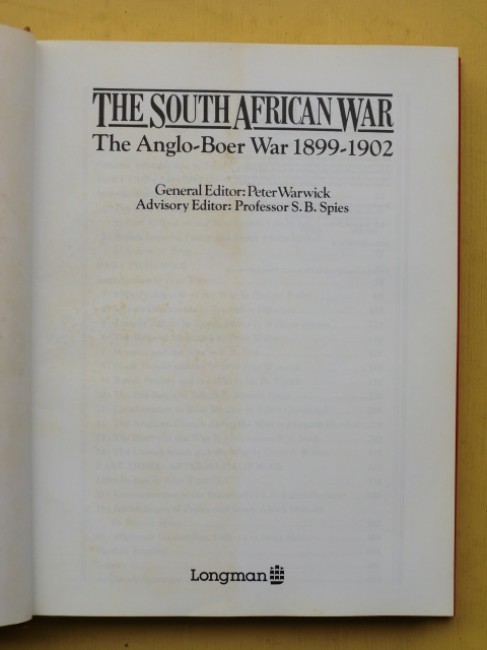 THE SOUTH AFRICAN WAR
The Anglo-Boer War 1899-1902
General Editor: Peter Warwick
Advisory Editor: Professor S. B. Spies
Longman